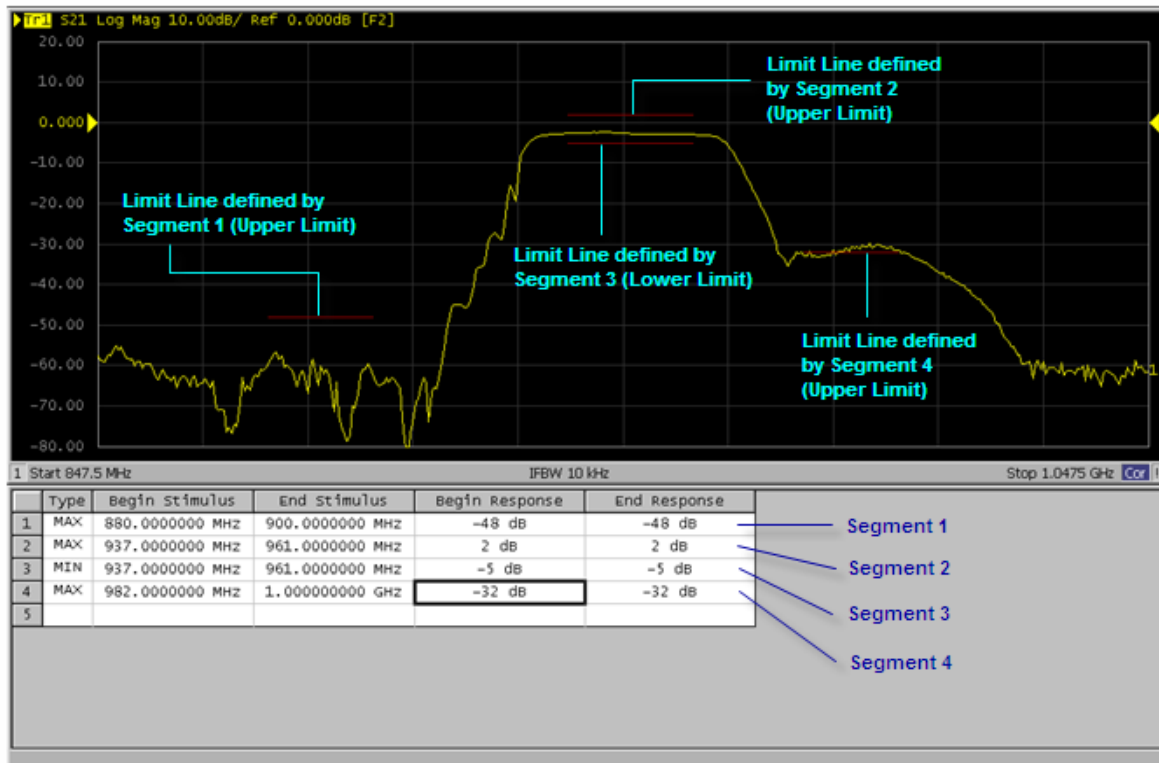 Tr1 S21 Log Mag 10.00dB/ Ref 0.000dB [F2]
20.00
10.00
0.000
-10.00
-20.00
-30.00
-40.00
-50.00
-60.00
-70.00
-80.00
Limit Line defined
by Segment 2
(Upper Limit)
Limit Line defined by
Segment 1 (Upper Limit)
Limit Line defined by
Segment 3 (Lower Limit)
Limit Line defined
by Segment 4
(Upper Limit)
1
1 Start 847.5 MHz IFBW 10 kHz Stop 1.0475 GHz Cor !
Type Begin Stimulus End Stimulus Begin Response End Response
1 MAX 880.0000000 MHz 900.0000000 MHz -48 dB -48 dB
2 MAX 937.0000000 MHz 961.0000000 MHz 2 dB 2 dB
3 MIN 937.0000000 MHz 961.0000000 MHz -5 dB -5 dB
4 MAX 982.0000000 MHz 1.000000000 GHz -32 dB -32 dB
5
Segment 1
Segment 2
Segment 3
Segment 4